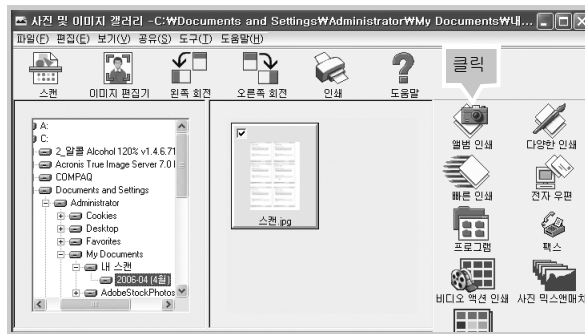 사진 및 이미지 갤러리 -C:₩Documents and Settings₩Administrator₩My Documents₩내...
파일(F) 편집(E) 보기(V) 공유(S) 도구(T) 도움말(H)
스캔 이미지 편집기 왼쪽 회전 오른쪽 회전 인쇄 도움말
클릭
A:
C:
2_알콜 Alcohol 120% v1.4.6.71
Acronis True Image Server 7.0
COMPAQ
Documents and Settings
Administrator
Cookies
Desktop
Favorites
My Documents
내 스캔
2006-04 (4월)
AdobeStockPhotos
스캔.jpg
앨범 인쇄 다양한 인쇄
빠른 인쇄 전자 우편
프로그램 팩스
비디오 액션 인쇄 사진 믹스앤매치